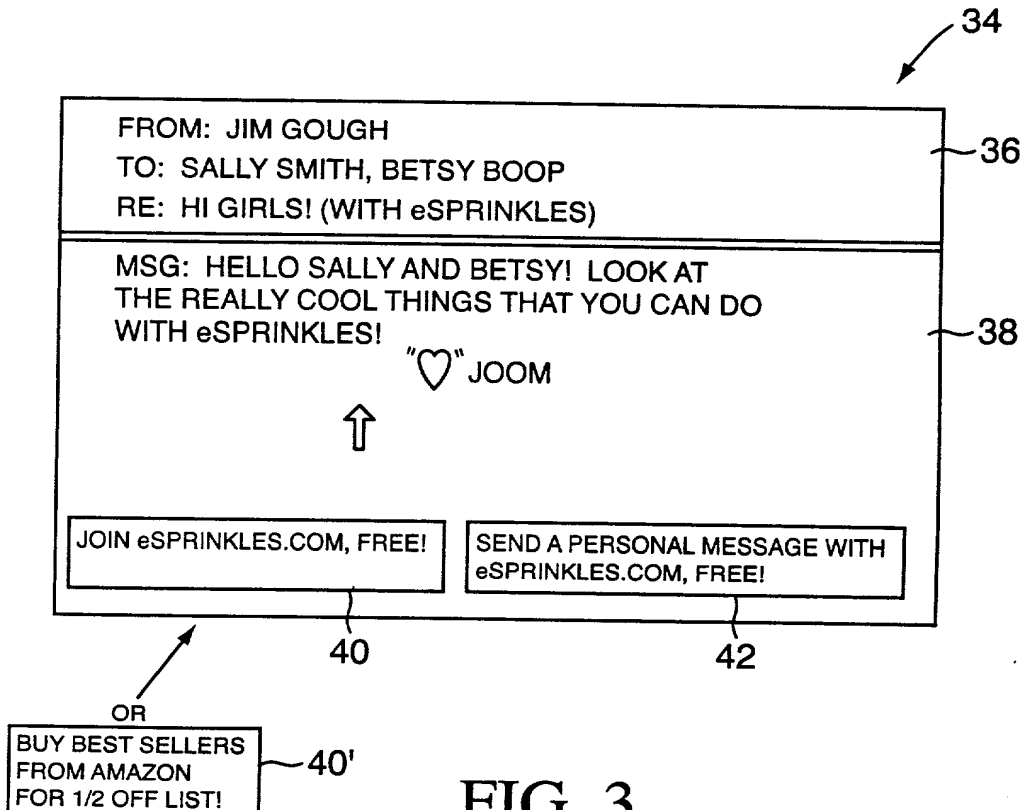 34
FROM: JIM GOUGH
TO: SALLY SMITH, BETSY BOOP
RE: HI GIRLS! (WITH eSPRINKLES)
36
MSG: HELLO SALLY AND BETSY! LOOK AT
THE REALLY COOL THINGS THAT YOU CAN DO
WITH eSPRINKLES!
38
"♡" JOOM
JOIN eSPRINKLES.COM, FREE!
SEND A PERSONAL MESSAGE WITH
eSPRINKLES.COM, FREE!
40
42
OR
BUY BEST SELLERS
FROM AMAZON
FOR 1/2 OFF LIST!
40'
FIG. 3